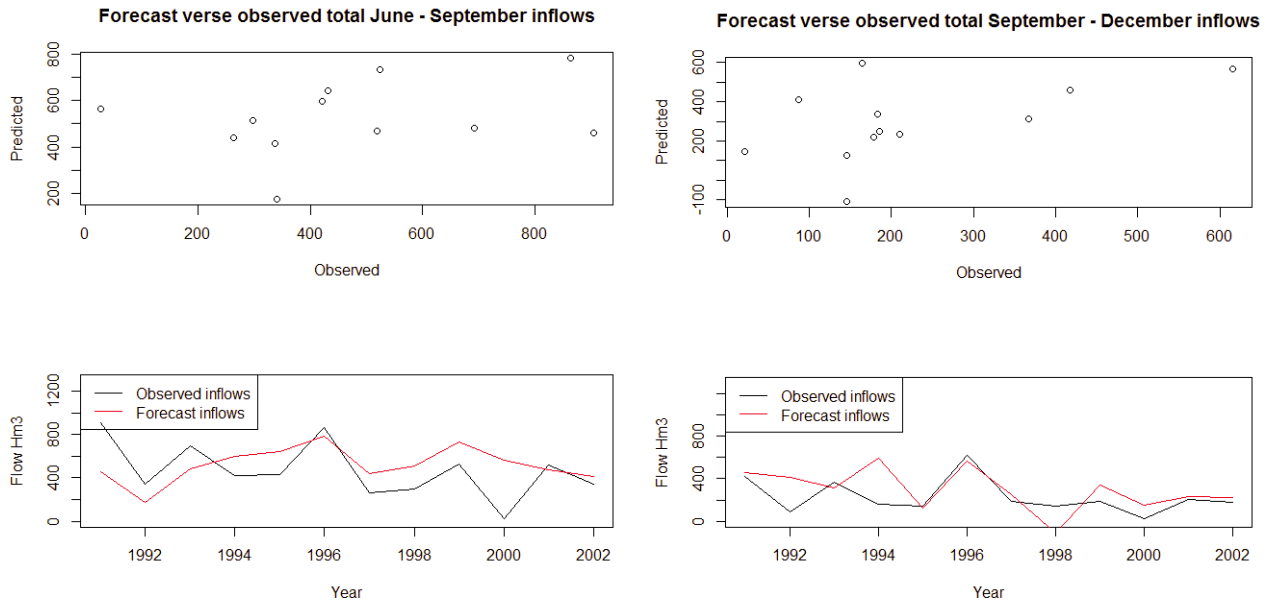 Forecast verse observed total June - September inflows
Predicted
800
600
400
200
0 200 400 600 800
Observed
Forecast verse observed total September - December inflows
Predicted
600
400
200
-100
0 100 200 300 400 500 600
Observed
Flow Hm3
1200
800
400
0
Observed inflows
Forecast inflows
1992 1994 1996 1998 2000 2002
Year
Flow Hm3
800
400
0
Observed inflows
Forecast inflows
1992 1994 1996 1998 2000 2002
Year